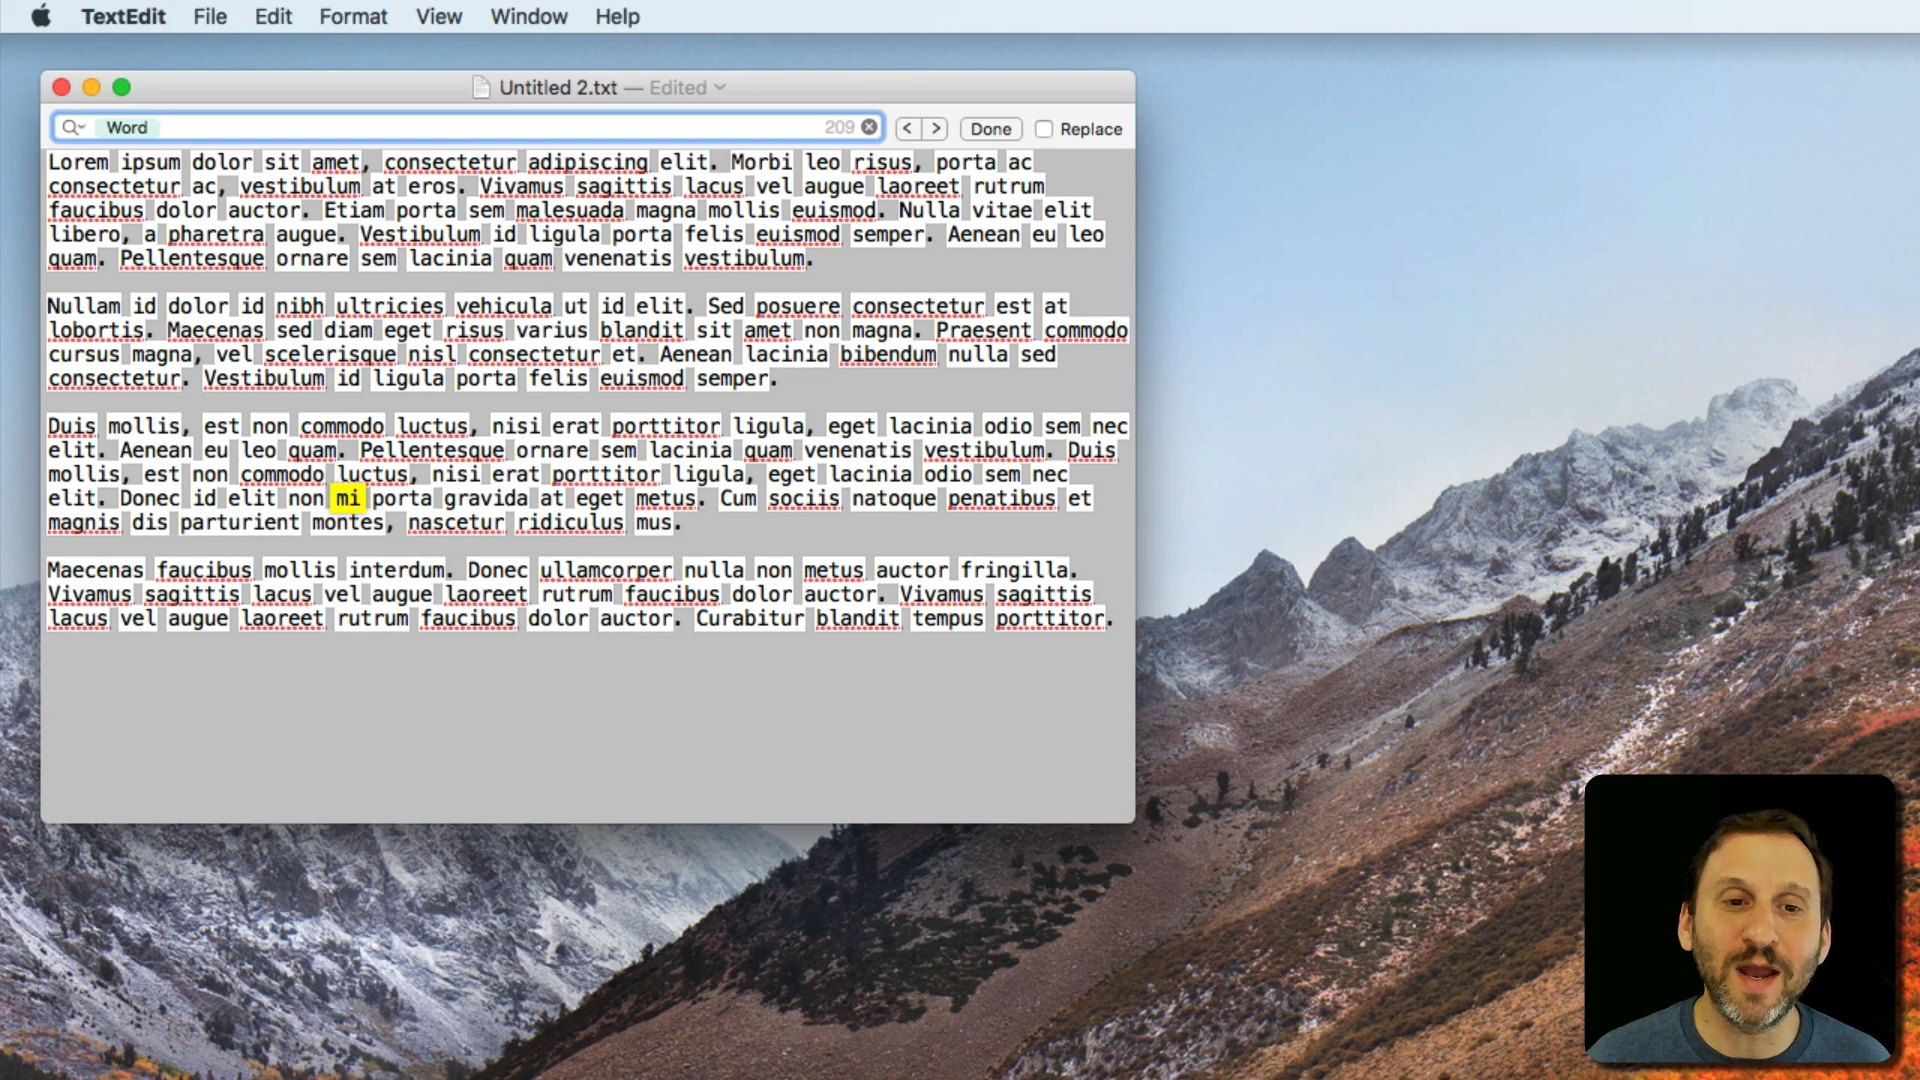 TextEdit File Edit Format View Window Help
Untitled 2.txt — Edited
Word 209 < > Done Replace
Lorem ipsum dolor sit amet, consectetur adipiscing elit. Morbi leo risus, porta ac
consectetur ac, vestibulum at eros. Vivamus sagittis lacus vel augue laoreet rutrum
faucibus dolor auctor. Etiam porta sem malesuada magna mollis euismod. Nulla vitae elit
libero, a pharetra augue. Vestibulum id ligula porta felis euismod semper. Aenean eu leo
quam. Pellentesque ornare sem lacinia quam venenatis vestibulum.
Nullam id dolor id nibh ultricies vehicula ut id elit. Sed posuere consectetur est at
lobortis. Maecenas sed diam eget risus varius blandit sit amet non magna. Praesent commodo
cursus magna, vel scelerisque nisl consectetur et. Aenean lacinia bibendum nulla sed
consectetur. Vestibulum id ligula porta felis euismod semper.
Duis mollis, est non commodo luctus, nisi erat porttitor ligula, eget lacinia odio sem nec
elit. Aenean eu leo quam. Pellentesque ornare sem lacinia quam venenatis vestibulum. Duis
mollis, est non commodo luctus, nisi erat porttitor ligula, eget lacinia odio sem nec
elit. Donec id elit non mi porta gravida at eget metus. Cum sociis natoque penatibus et
magnis dis parturient montes, nascetur ridiculus mus.
Maecenas faucibus mollis interdum. Donec ullamcorper nulla non metus auctor fringilla.
Vivamus sagittis lacus vel augue laoreet rutrum faucibus dolor auctor. Vivamus sagittis
lacus vel augue laoreet rutrum faucibus dolor auctor. Curabitur blandit tempus porttitor.